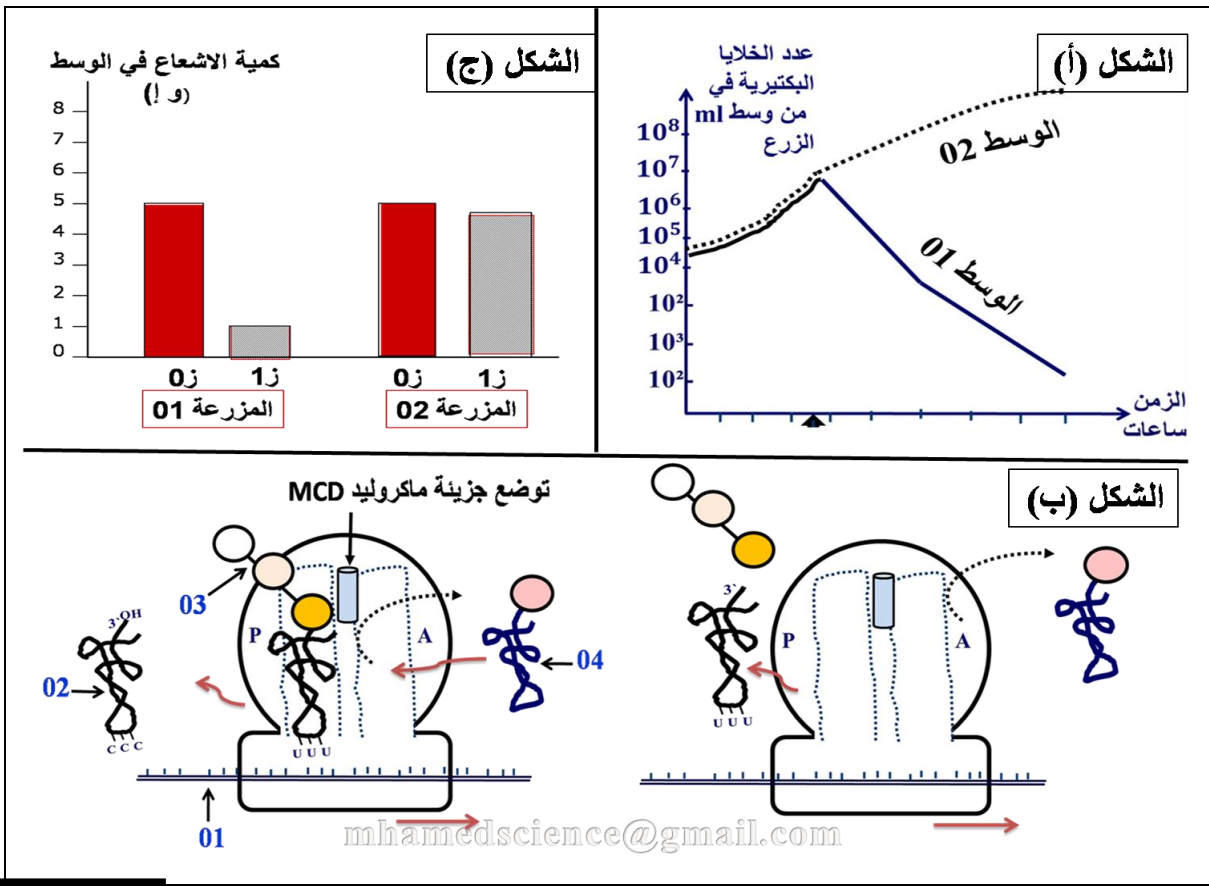 الشكل (أ)
عدد الخلايا
البكتيرية في
ml من وسط
الزرع
10⁸
10⁷
10⁶
10⁵
10⁴
10²
10³
10²
الوسط 02
الوسط 01
الزمن
ساعات
الشكل (ج)
كمية الاشعاع في الوسط
(و إ)
8
7
6
5
4
3
2
1
0
ز0
ز1
ز0
ز1
المزرعة 01
المزرعة 02
الشكل (ب)
توضع جزيئة ماكروليد MCD
03
3`OH
P
A
02
04
C C C
U U U
01
3`
P
A
U U U
mhamedscience@gmail.com